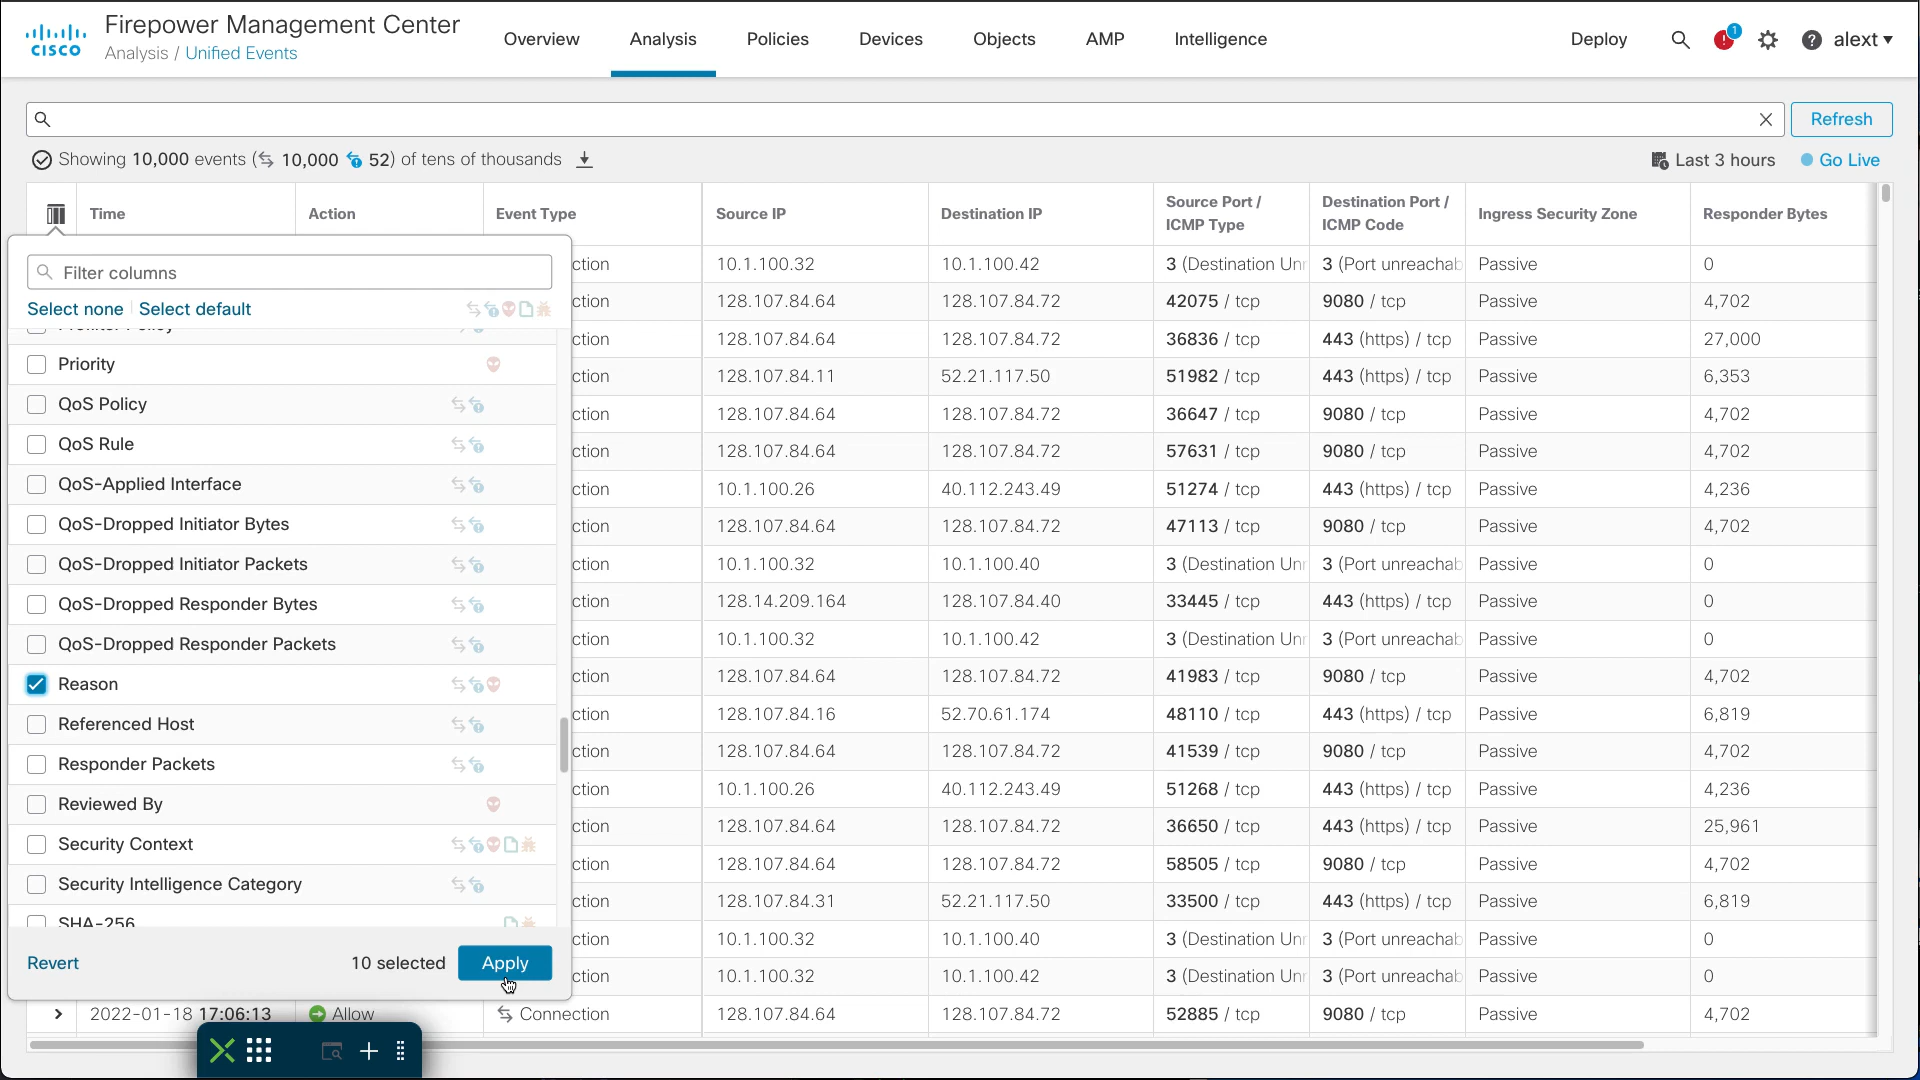 CISCO
Firepower Management Center
Analysis / Unified Events
Overview
Analysis
Policies
Devices
Objects
AMP
Intelligence
Deploy
1
alext
Refresh
Showing 10,000 events (10,000 52) of tens of thousands
Last 3 hours
Go Live
Time
Action
Event Type
Source IP
Destination IP
Source Port / ICMP Type
Destination Port / ICMP Code
Ingress Security Zone
Responder Bytes
Filter columns
Select none
Select default
Profiler Policy
Priority
QoS Policy
QoS Rule
QoS-Applied Interface
QoS-Dropped Initiator Bytes
QoS-Dropped Initiator Packets
QoS-Dropped Responder Bytes
QoS-Dropped Responder Packets
Reason
Referenced Host
Responder Packets
Reviewed By
Security Context
Security Intelligence Category
SHA-256
Revert
10 selected
Apply
ction 10.1.100.32 10.1.100.42 3 (Destination Unr 3 (Port unreachab Passive 0
ction 128.107.84.64 128.107.84.72 42075 / tcp 9080 / tcp Passive 4,702
ction 128.107.84.64 128.107.84.72 36836 / tcp 443 (https) / tcp Passive 27,000
ction 128.107.84.11 52.21.117.50 51982 / tcp 443 (https) / tcp Passive 6,353
ction 128.107.84.64 128.107.84.72 36647 / tcp 9080 / tcp Passive 4,702
ction 128.107.84.64 128.107.84.72 57631 / tcp 9080 / tcp Passive 4,702
ction 10.1.100.26 40.112.243.49 51274 / tcp 443 (https) / tcp Passive 4,236
ction 128.107.84.64 128.107.84.72 47113 / tcp 9080 / tcp Passive 4,702
ction 10.1.100.32 10.1.100.40 3 (Destination Unr 3 (Port unreachab Passive 0
ction 128.14.209.164 128.107.84.40 33445 / tcp 443 (https) / tcp Passive 0
ction 10.1.100.32 10.1.100.42 3 (Destination Unr 3 (Port unreachab Passive 0
ction 128.107.84.64 128.107.84.72 41983 / tcp 9080 / tcp Passive 4,702
ction 128.107.84.16 52.70.61.174 48110 / tcp 443 (https) / tcp Passive 6,819
ction 128.107.84.64 128.107.84.72 41539 / tcp 9080 / tcp Passive 4,702
ction 10.1.100.26 40.112.243.49 51268 / tcp 443 (https) / tcp Passive 4,236
ction 128.107.84.64 128.107.84.72 36650 / tcp 443 (https) / tcp Passive 25,961
ction 128.107.84.64 128.107.84.72 58505 / tcp 9080 / tcp Passive 4,702
ction 128.107.84.31 52.21.117.50 33500 / tcp 443 (https) / tcp Passive 6,819
ction 10.1.100.32 10.1.100.40 3 (Destination Unr 3 (Port unreachab Passive 0
ction 10.1.100.32 10.1.100.42 3 (Destination Unr 3 (Port unreachab Passive 0
2022-01-18 17:06:13 Allow Connection 128.107.84.64 128.107.84.72 52885 / tcp 9080 / tcp Passive 4,702